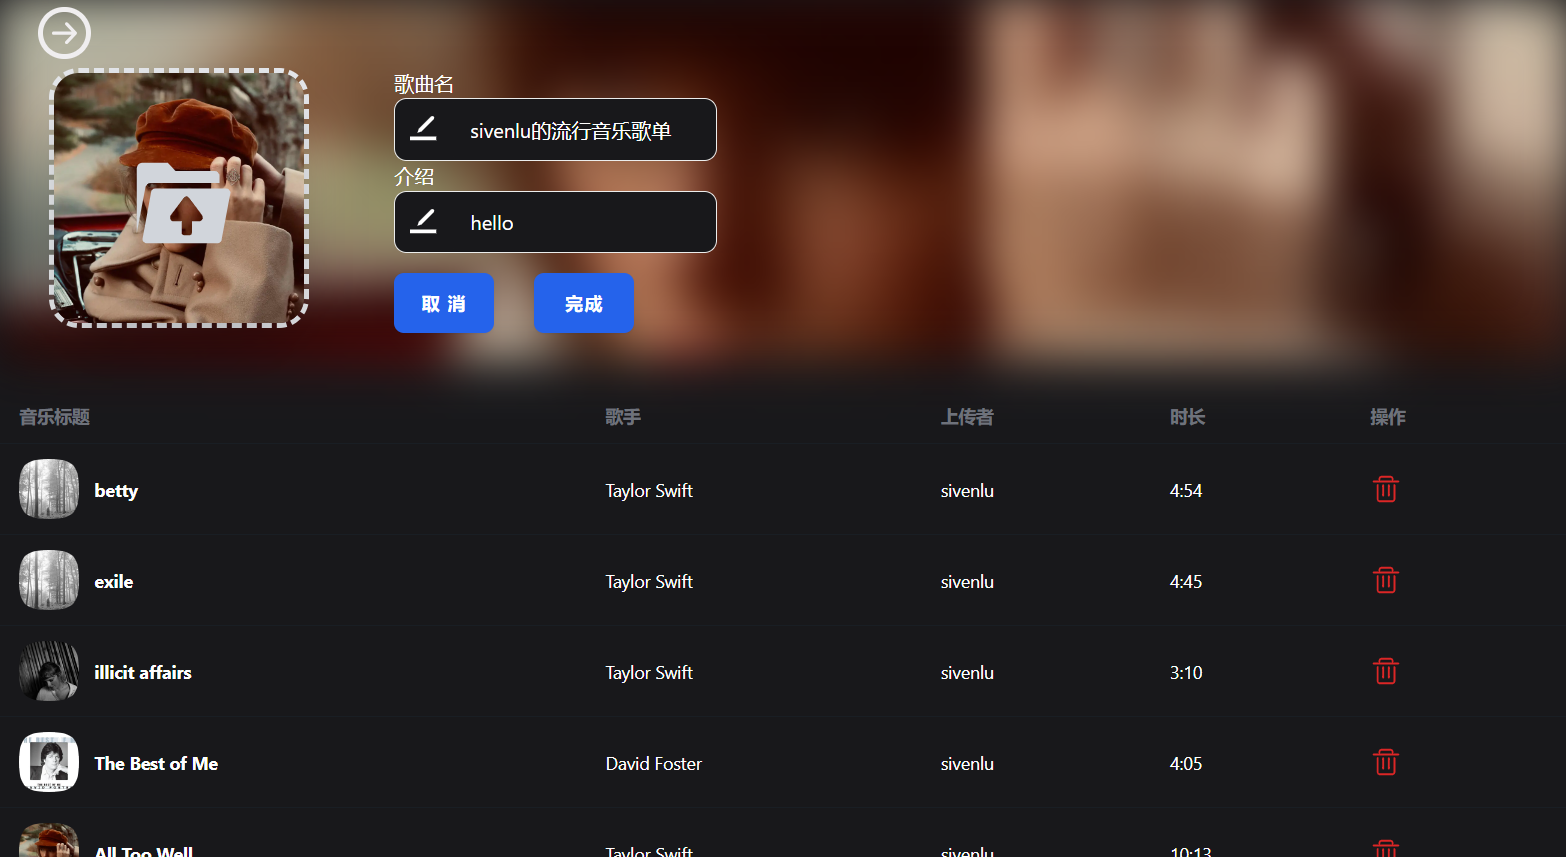 歌曲名
sivenlu的流行音乐歌单
介绍
hello
取 消 完成
音乐标题 歌手 上传者 时长 操作
betty Taylor Swift sivenlu 4:54
exile Taylor Swift sivenlu 4:45
illicit affairs Taylor Swift sivenlu 3:10
The Best of Me David Foster sivenlu 4:05
All Too Well Taylor Swift sivenlu 10:13